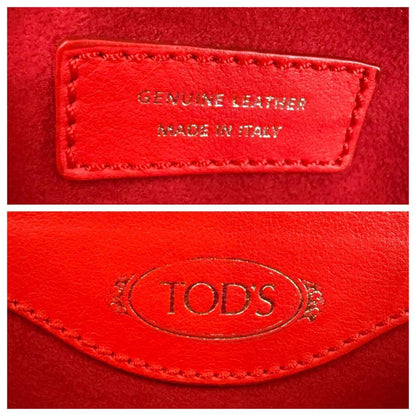 GENUINE LEATHER
MADE IN ITALY
TOD'S